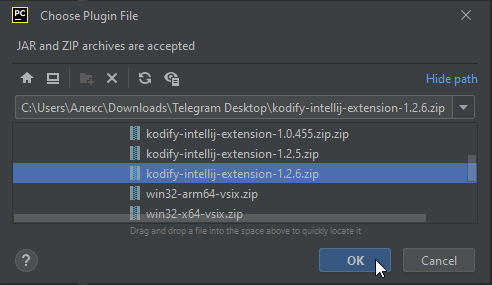 PC
Choose Plugin File
JAR and ZIP archives are accepted
Hide path
C:\Users\Алекс\Downloads\Telegram Desktop\kodify-intellij-extension-1.2.6.zip
kodify-intellij-extension-1.0.455.zip.zip
kodify-intellij-extension-1.2.5.zip
kodify-intellij-extension-1.2.6.zip
win32-arm64-vsix.zip
win32-x64-vsix.zip
Drag and drop a file into the space above to quickly locate it
?
OK
Cancel